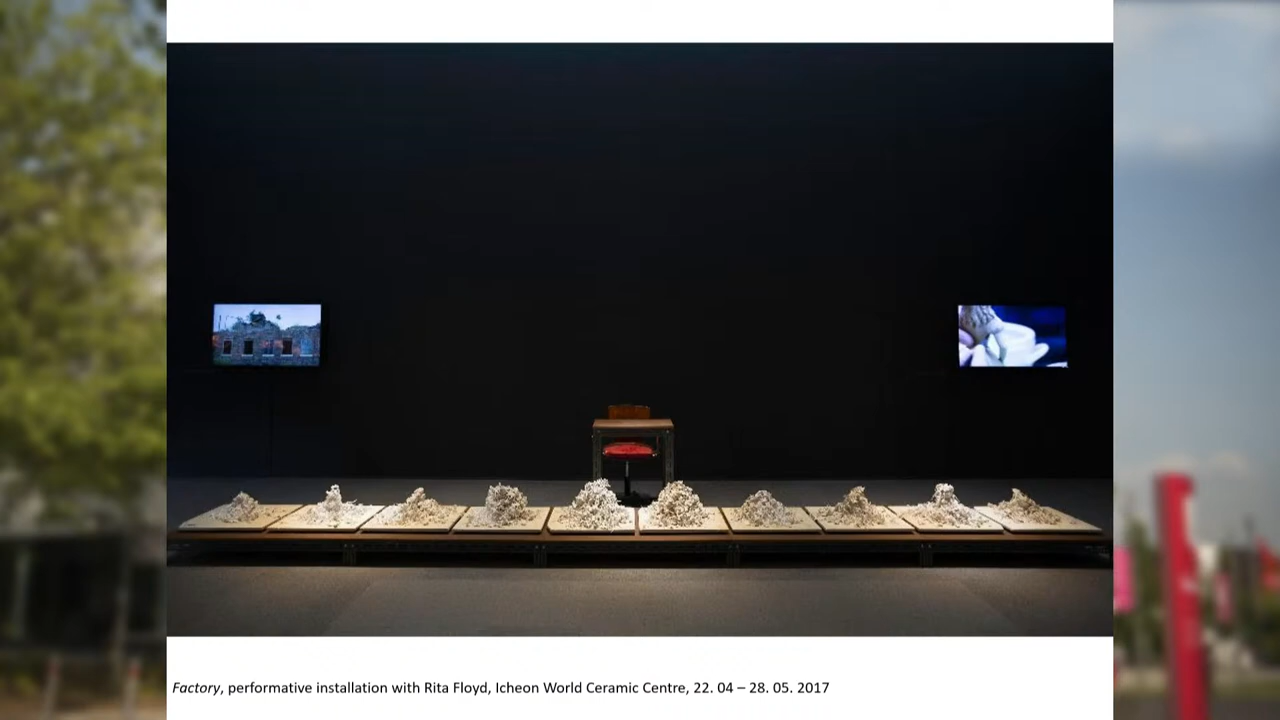 Factory, performative installation with Rita Floyd, Icheon World Ceramic Centre, 22. 04 – 28. 05. 2017